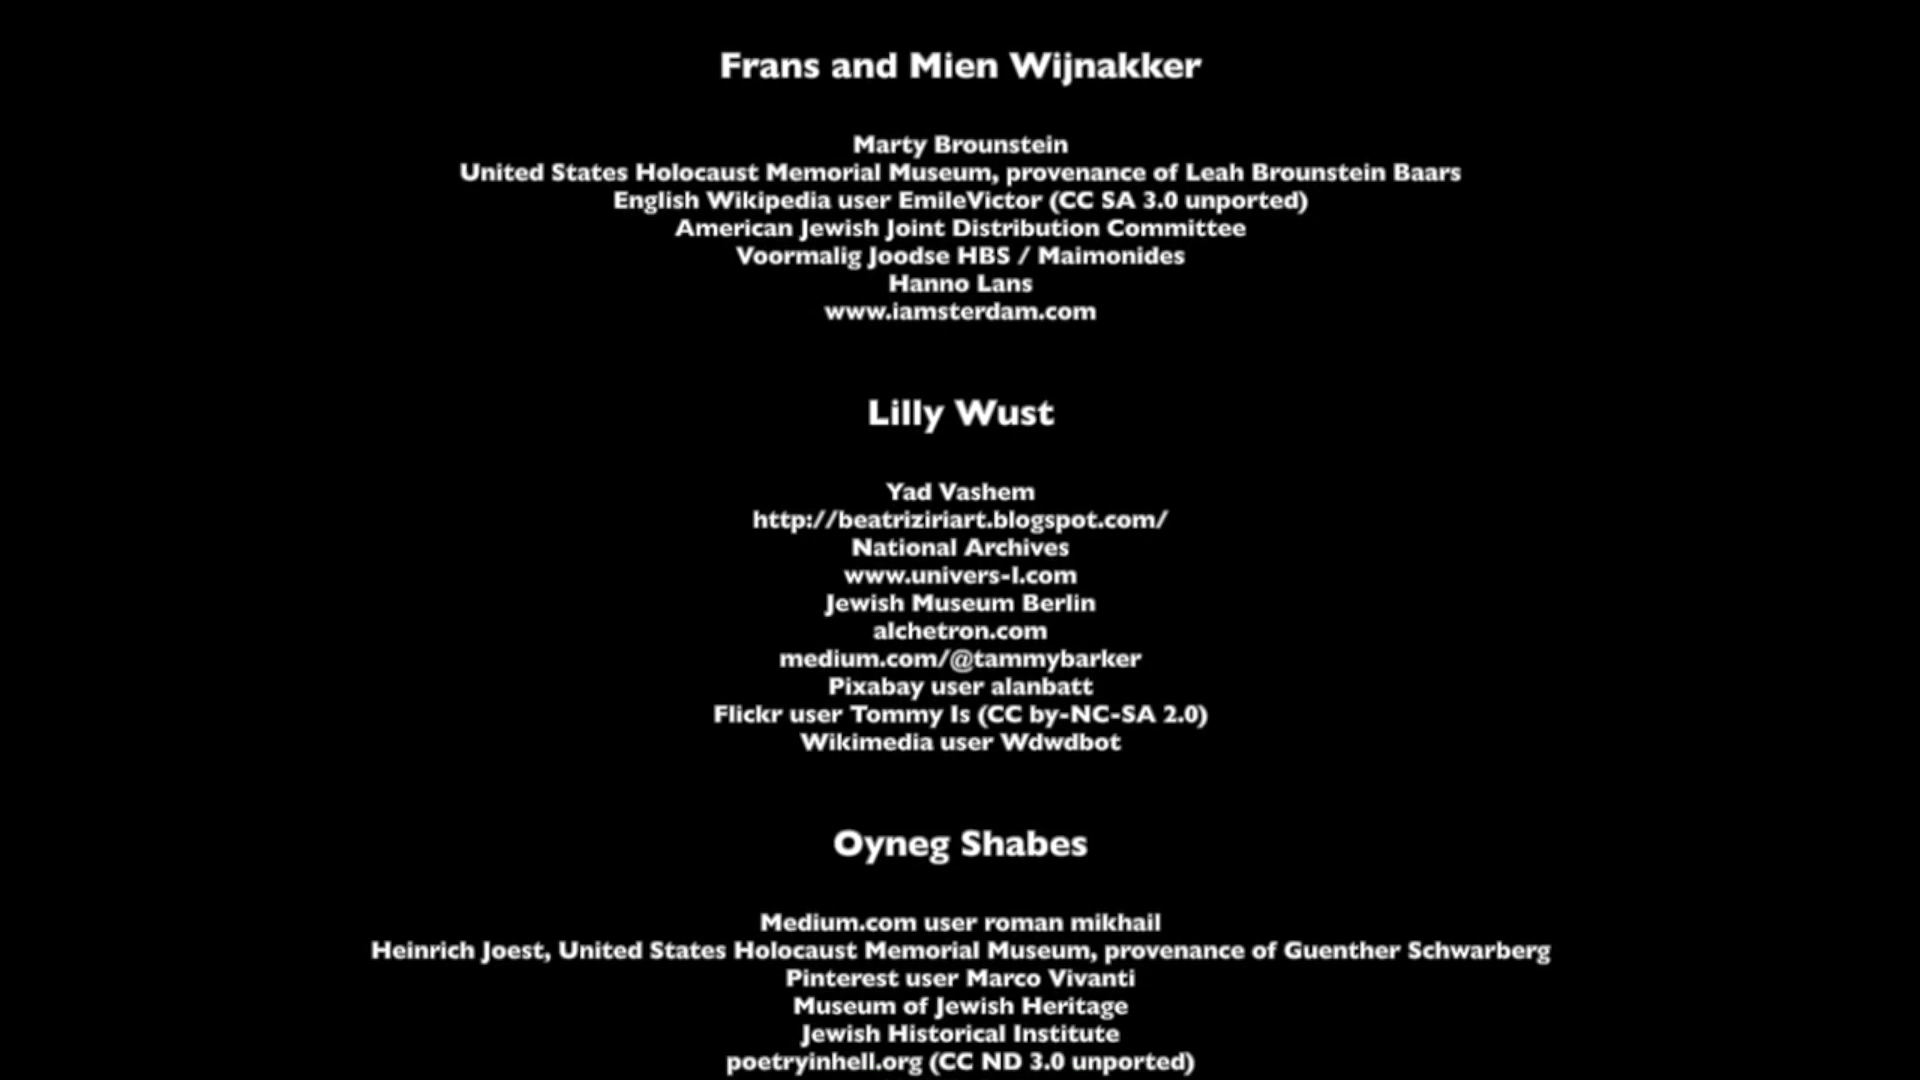 Frans and Mien Wijnakker
Marty Brounstein
United States Holocaust Memorial Museum, provenance of Leah Brounstein Baars
English Wikipedia user EmileVictor (CC SA 3.0 unported)
American Jewish Joint Distribution Committee
Voormalig Joodse HBS / Maimonides
Hanno Lans
www.iamsterdam.com
Lilly Wust
Yad Vashem
http://beatriziriart.blogspot.com/
National Archives
www.univers-l.com
Jewish Museum Berlin
alchetron.com
medium.com/@tammybarker
Pixabay user alanbatt
Flickr user Tommy Is (CC by-NC-SA 2.0)
Wikimedia user Wdwdbot
Oyneg Shabes
Medium.com user roman mikhail
Heinrich Joest, United States Holocaust Memorial Museum, provenance of Guenther Schwarberg
Pinterest user Marco Vivanti
Museum of Jewish Heritage
Jewish Historical Institute
poetryinhell.org (CC ND 3.0 unported)